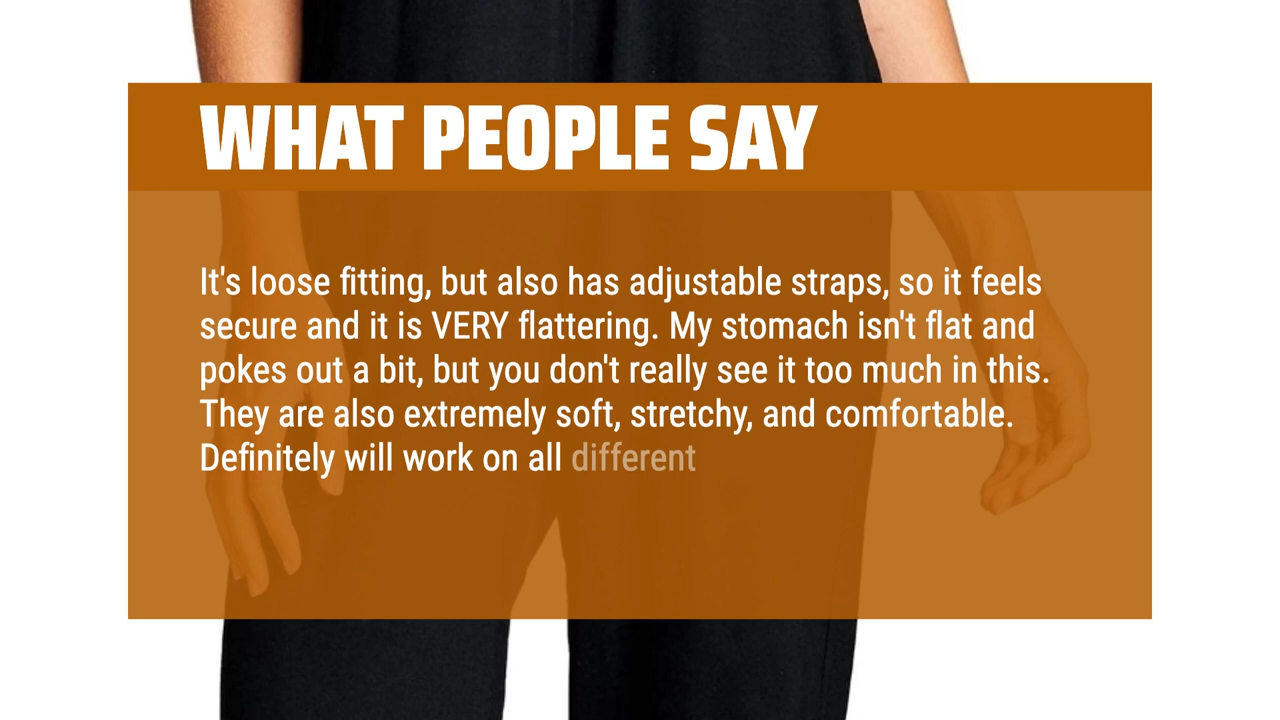 WHAT PEOPLE SAY
It's loose fitting, but also has adjustable straps, so it feels
secure and it is VERY flattering. My stomach isn't flat and
pokes out a bit, but you don't really see it too much in this.
They are also extremely soft, stretchy, and comfortable.
Definitely will work on all different